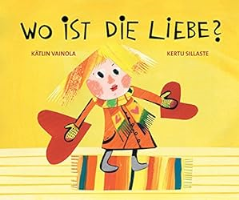 WO IST DIE LIEBE?
KÄTLIN VAINOLA
KERTU SILLASTE